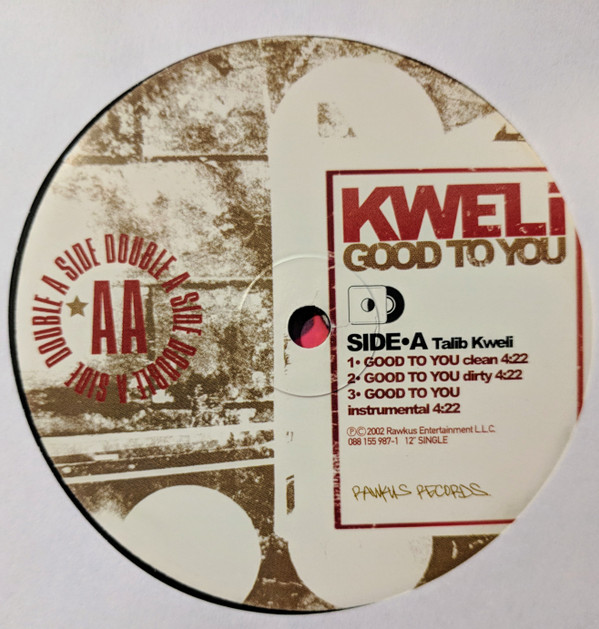 DOUBLE A SIDE DOUBLE A SIDE DOUBLE A SIDE
AA
KWELi
GOOD TO YOU
SIDE•A Talib Kweli
1• GOOD TO YOU clean 4:22
2• GOOD TO YOU dirty 4:22
3• GOOD TO YOU
instrumental 4:22
ⓅⒸ2002 Rawkus Entertainment L.L.C.
088 155 987-1 12" SINGLE
RAWKUS RECORDS